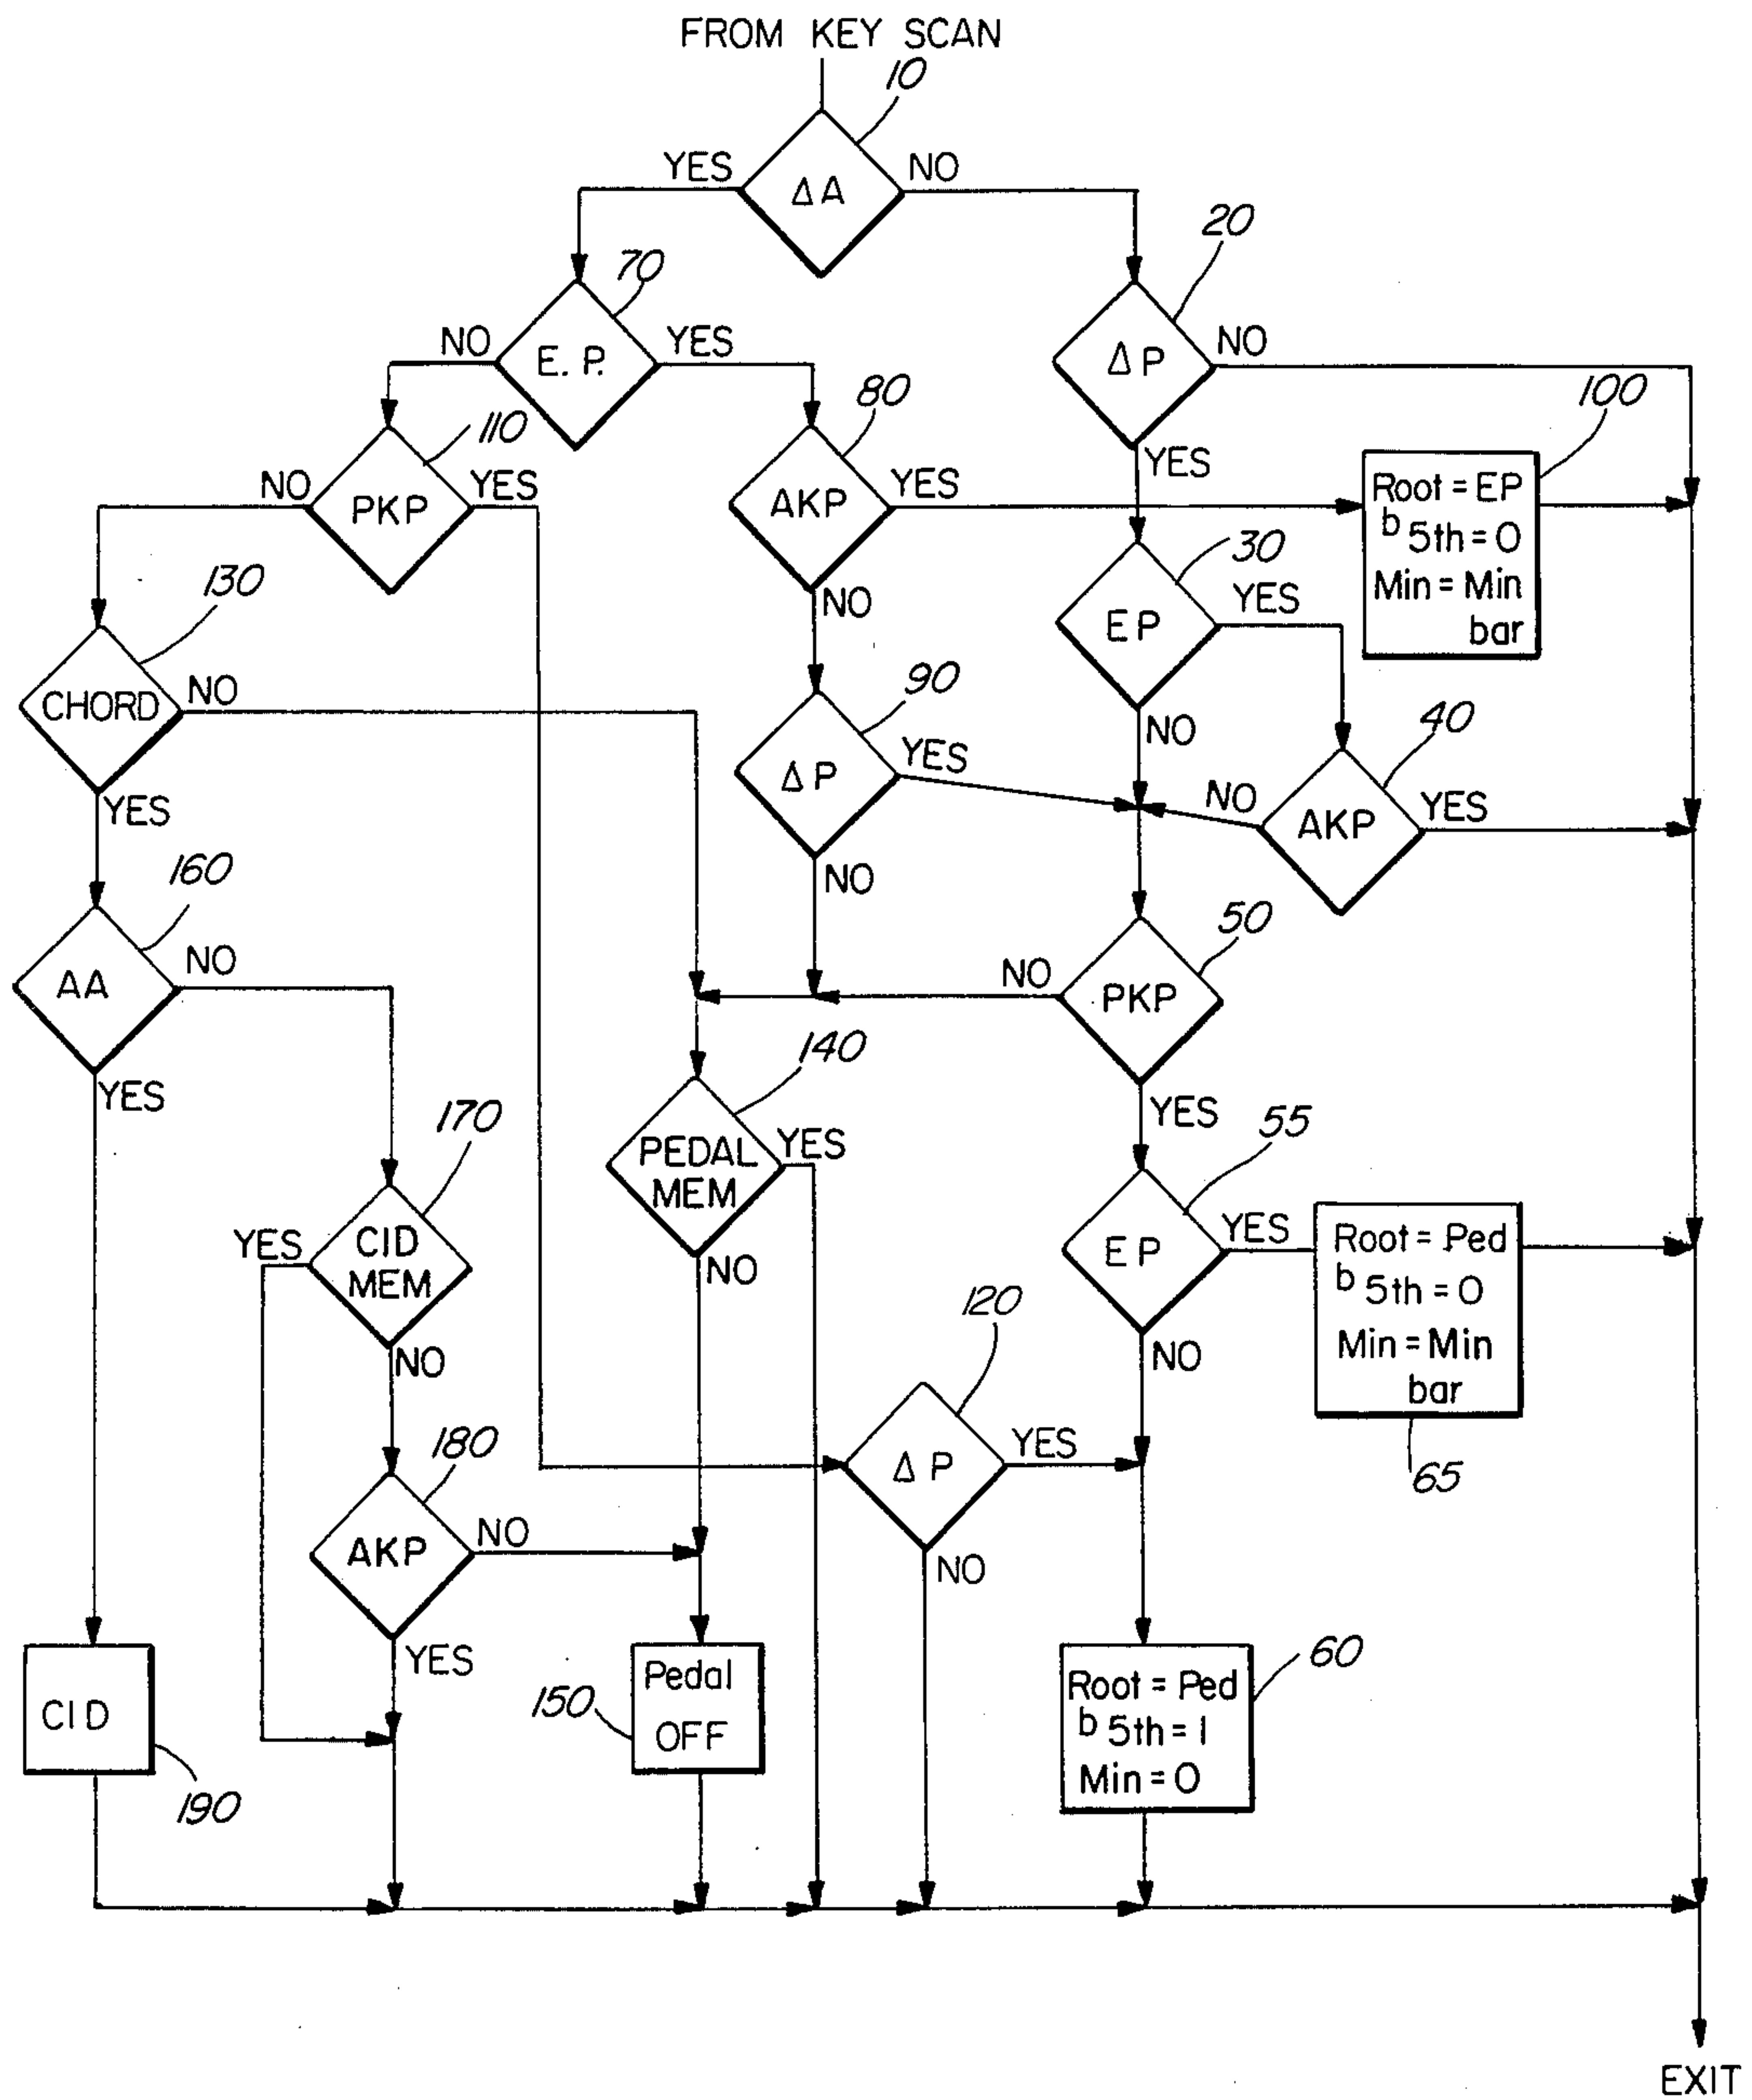 FROM KEY SCAN
10
YES
NO
ΔA
20
70
NO
YES
E. P.
ΔP
NO
80
100
110
YES
NO
YES
PKP
AKP
YES
Root = EP
b 5th = 0
Min = Min
bar
30
130
NO
YES
EP
CHORD
NO
90
NO
40
YES
ΔP
YES
NO
AKP
YES
160
NO
50
AA
NO
NO
PKP
140
YES
170
YES
55
PEDAL
MEM
YES
YES
CID
MEM
EP
YES
Root = Ped
b 5th = 0
Min = Min
bar
NO
120
NO
NO
180
ΔP
YES
65
AKP
NO
NO
YES
60
CID
150
Pedal
OFF
Root = Ped
b 5th = 1
Min = 0
190
EXIT